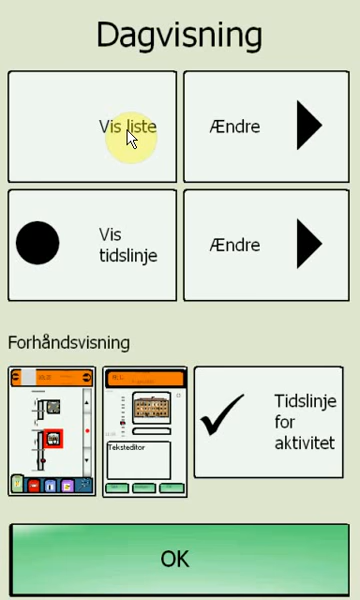 Dagvisning
Vis liste
Ændre
Vis
tidslinje
Ændre
Forhåndsvisning
Teksteditor
Tidslinje
for
aktivitet
OK